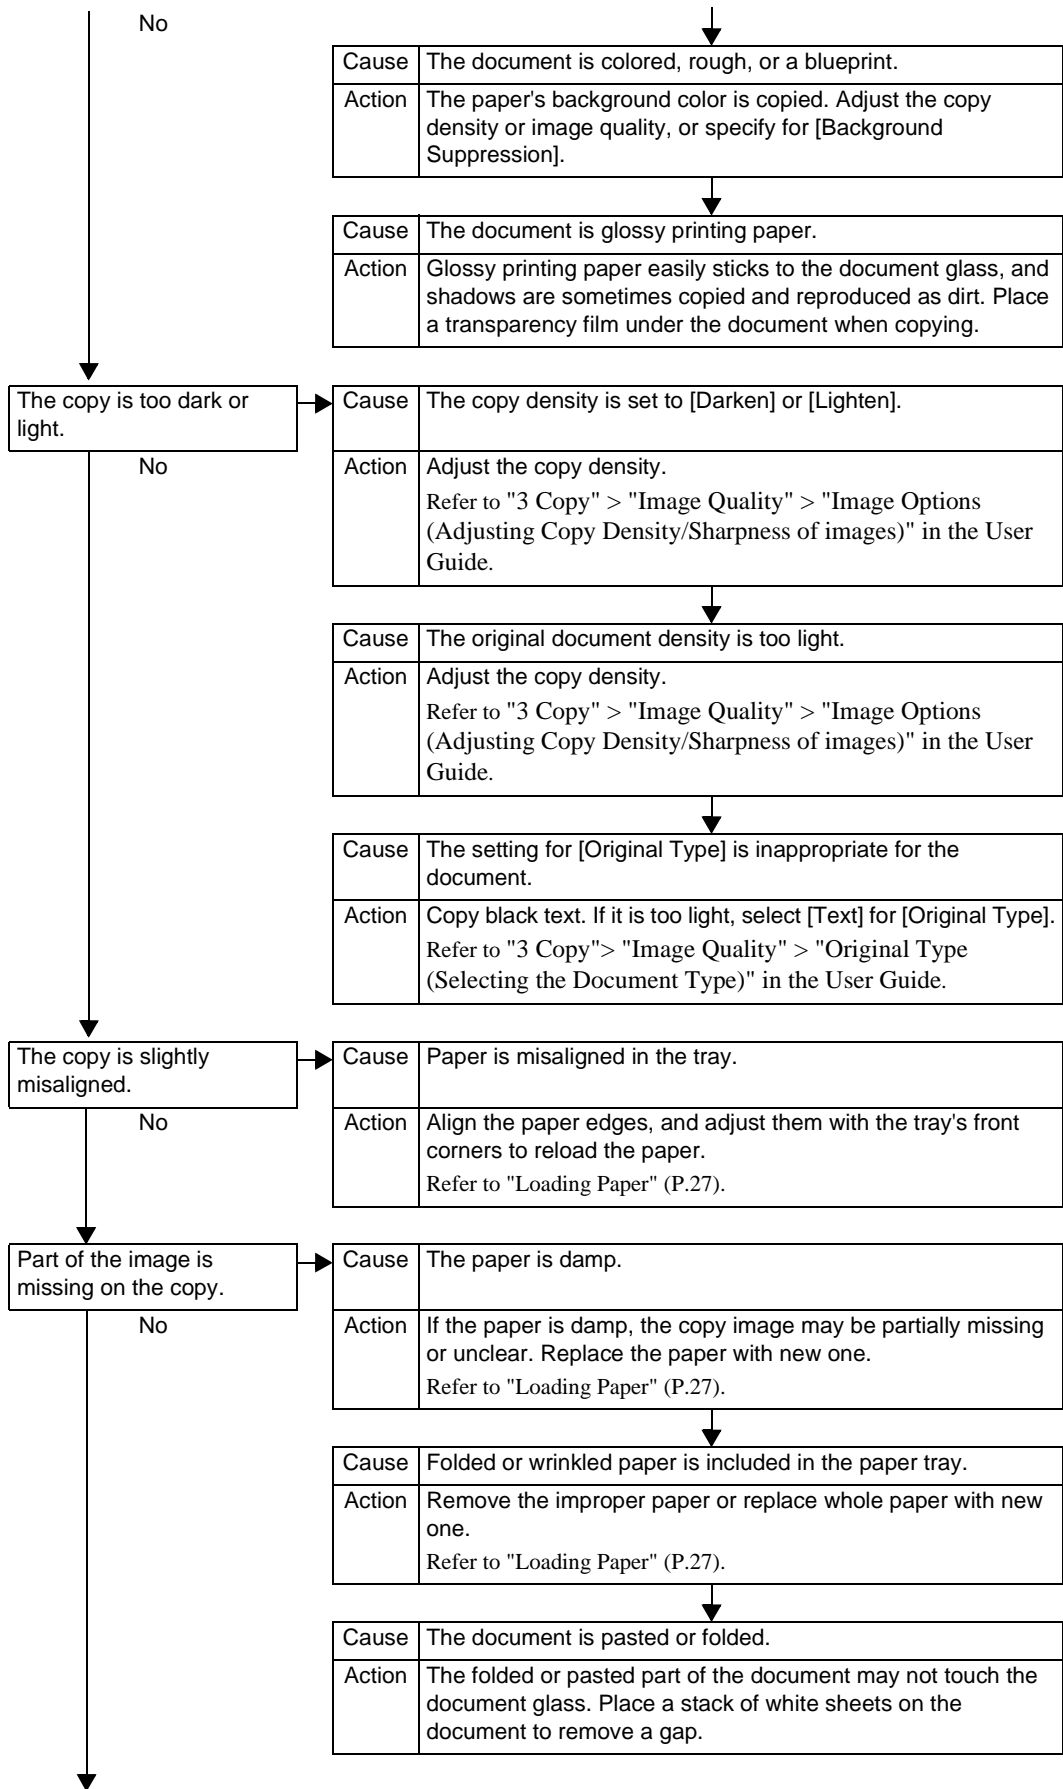 No
Cause The document is colored, rough, or a blueprint.
Action The paper's background color is copied. Adjust the copy
density or image quality, or specify for [Background
Suppression].
Cause The document is glossy printing paper.
Action Glossy printing paper easily sticks to the document glass, and
shadows are sometimes copied and reproduced as dirt. Place
a transparency film under the document when copying.
The copy is too dark or
light.
Cause The copy density is set to [Darken] or [Lighten].
No
Action Adjust the copy density.
Refer to "3 Copy" > "Image Quality" > "Image Options
(Adjusting Copy Density/Sharpness of images)" in the User
Guide.
Cause The original document density is too light.
Action Adjust the copy density.
Refer to "3 Copy" > "Image Quality" > "Image Options
(Adjusting Copy Density/Sharpness of images)" in the User
Guide.
Cause The setting for [Original Type] is inappropriate for the
document.
Action Copy black text. If it is too light, select [Text] for [Original Type].
Refer to "3 Copy"> "Image Quality" > "Original Type
(Selecting the Document Type)" in the User Guide.
The copy is slightly
misaligned.
Cause Paper is misaligned in the tray.
No
Action Align the paper edges, and adjust them with the tray's front
corners to reload the paper.
Refer to "Loading Paper" (P.27).
Part of the image is
missing on the copy.
Cause The paper is damp.
No
Action If the paper is damp, the copy image may be partially missing
or unclear. Replace the paper with new one.
Refer to "Loading Paper" (P.27).
Cause Folded or wrinkled paper is included in the paper tray.
Action Remove the improper paper or replace whole paper with new
one.
Refer to "Loading Paper" (P.27).
Cause The document is pasted or folded.
Action The folded or pasted part of the document may not touch the
document glass. Place a stack of white sheets on the
document to remove a gap.